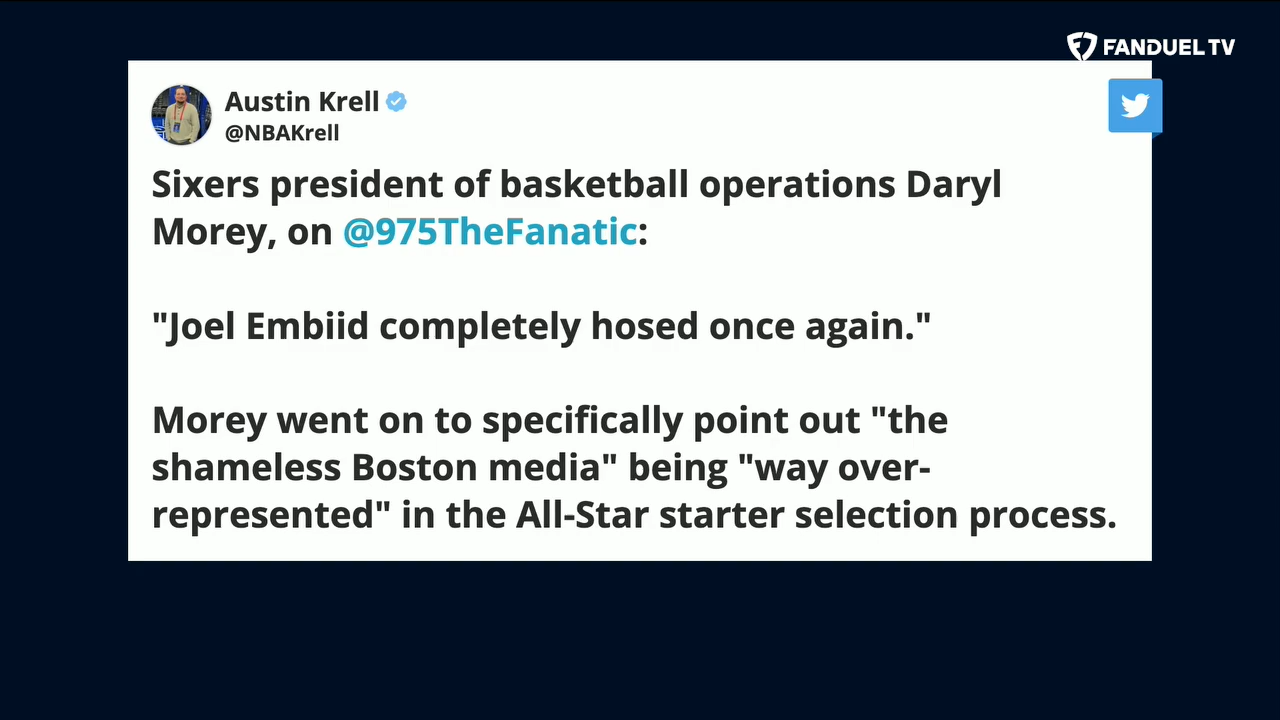 FANDUEL TV
Austin Krell
@NBAKrell
Sixers president of basketball operations Daryl
Morey, on @975TheFanatic:
"Joel Embiid completely hosed once again."
Morey went on to specifically point out "the
shameless Boston media" being "way over-
represented" in the All-Star starter selection process.